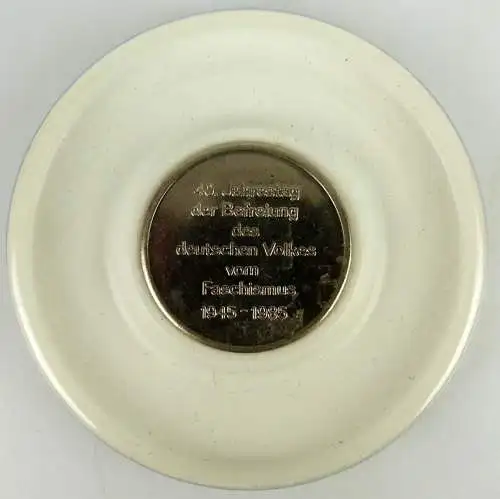 40. Jahrestag
der Befreiung
des
deutschen Volkes
vom
Faschismus
1945-1985